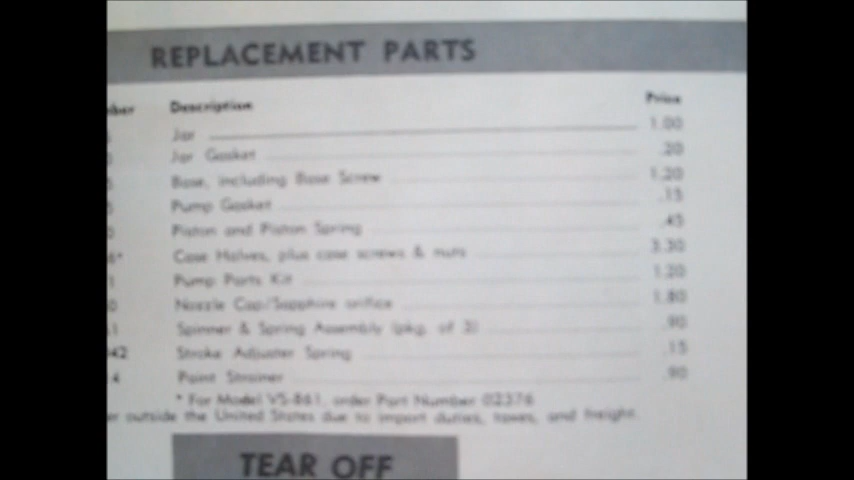 REPLACEMENT PARTS
Description Price
Jar 1.00
Jar Gasket .20
Base, including Base Screw 1.20
Pump Gasket .15
Piston and Piston Spring .45
Case Halves, plus case screws & nuts 3.30
Pump Parts Kit 1.20
Nozzle Cap/Sapphire orifice 1.80
Spinner & Spring Assembly (pkg. of 3) .90
42 Stroke Adjuster Spring .15
4 Paint Strainer .90
* For Model VS-861, order Part Number 02376
outside the United States due to import duties, taxes, and freight.
TEAR OFF